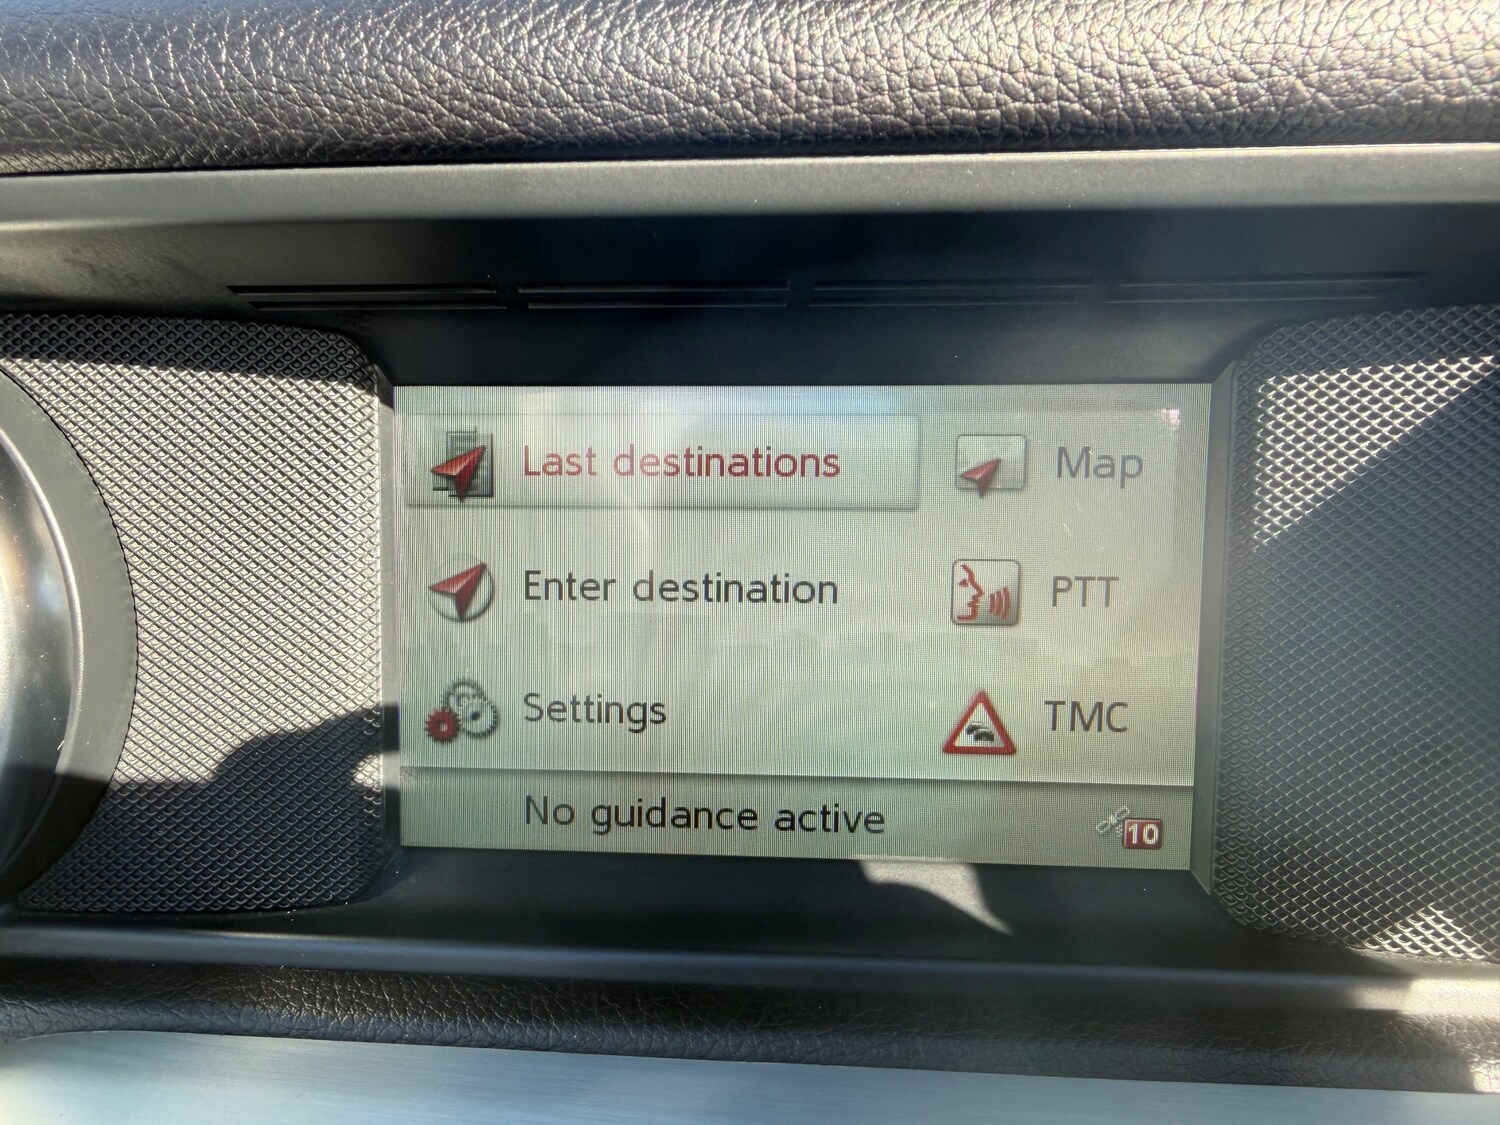 Last destinations
Map
Enter destination
PTT
Settings
TMC
No guidance active
10